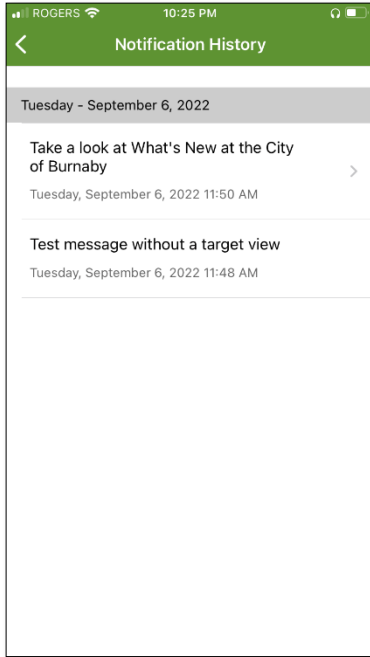 ROGERS 10:25 PM
Notification History
Tuesday - September 6, 2022
Take a look at What's New at the City
of Burnaby
Tuesday, September 6, 2022 11:50 AM
Test message without a target view
Tuesday, September 6, 2022 11:48 AM